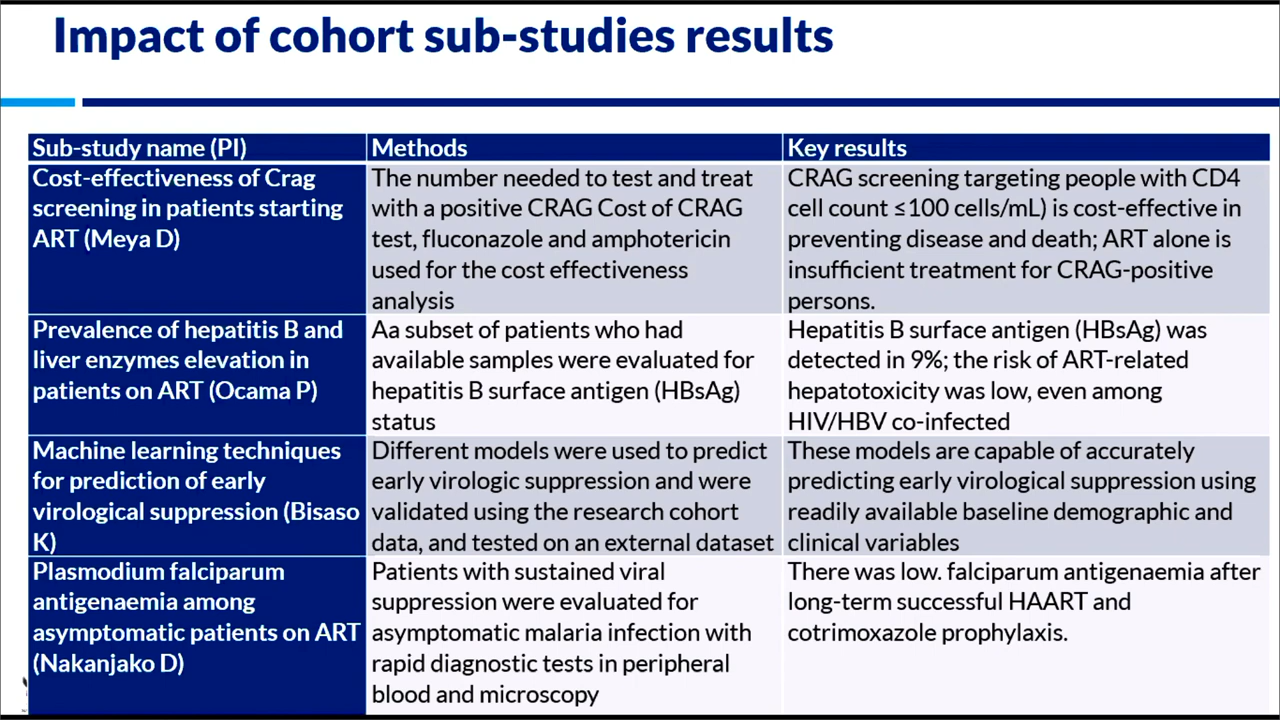 Impact of cohort sub-studies results
Sub-study name (PI)
Methods
Key results
Cost-effectiveness of Crag
screening in patients starting
ART (Meya D)
The number needed to test and treat
with a positive CRAG Cost of CRAG
test, fluconazole and amphotericin
used for the cost effectiveness
analysis
CRAG screening targeting people with CD4
cell count ≤100 cells/mL) is cost-effective in
preventing disease and death; ART alone is
insufficient treatment for CRAG-positive
persons.
Prevalence of hepatitis B and
liver enzymes elevation in
patients on ART (Ocama P)
Aa subset of patients who had
available samples were evaluated for
hepatitis B surface antigen (HBsAg)
status
Hepatitis B surface antigen (HBsAg) was
detected in 9%; the risk of ART-related
hepatotoxicity was low, even among
HIV/HBV co-infected
Machine learning techniques
for prediction of early
virological suppression (Bisaso
K)
Different models were used to predict
early virologic suppression and were
validated using the research cohort
data, and tested on an external dataset
These models are capable of accurately
predicting early virological suppression using
readily available baseline demographic and
clinical variables
Plasmodium falciparum
antigenaemia among
asymptomatic patients on ART
(Nakanjako D)
Patients with sustained viral
suppression were evaluated for
asymptomatic malaria infection with
rapid diagnostic tests in peripheral
blood and microscopy
There was low. falciparum antigenaemia after
long-term successful HAART and
cotrimoxazole prophylaxis.